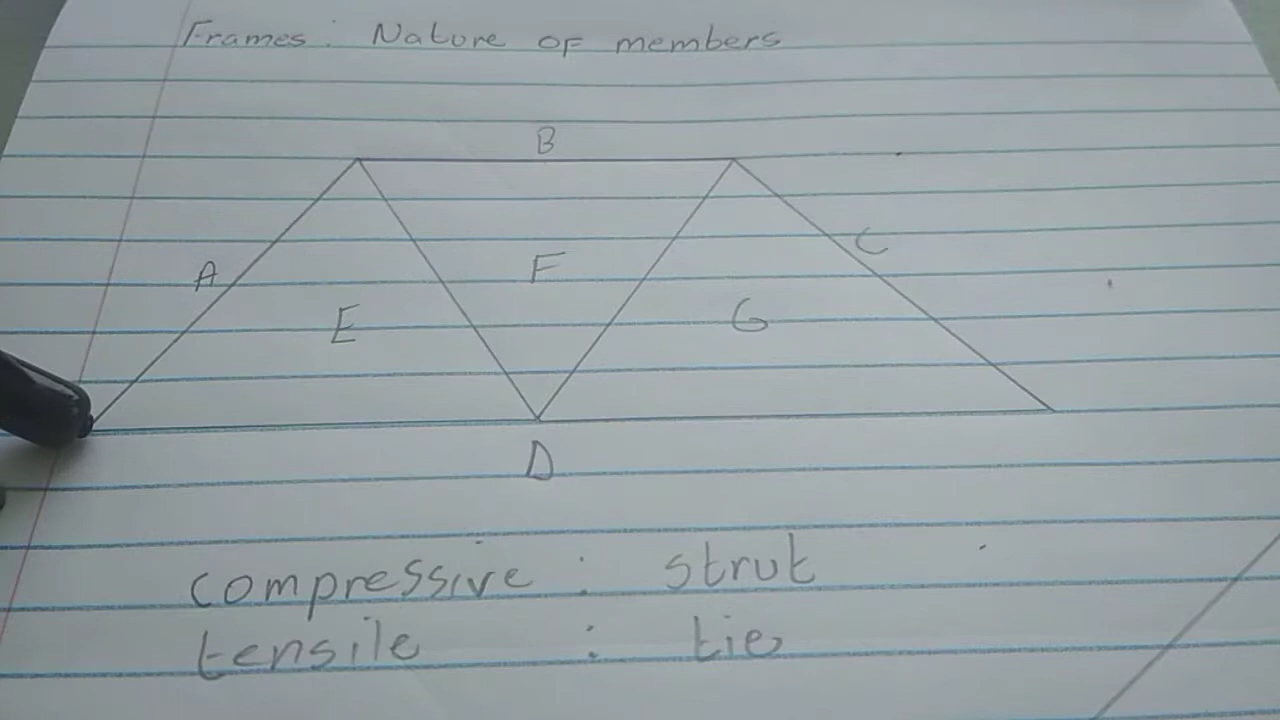 Frames: Nature of members
B
A
C
F
E
G
D
compressive : strut
tensile : tie